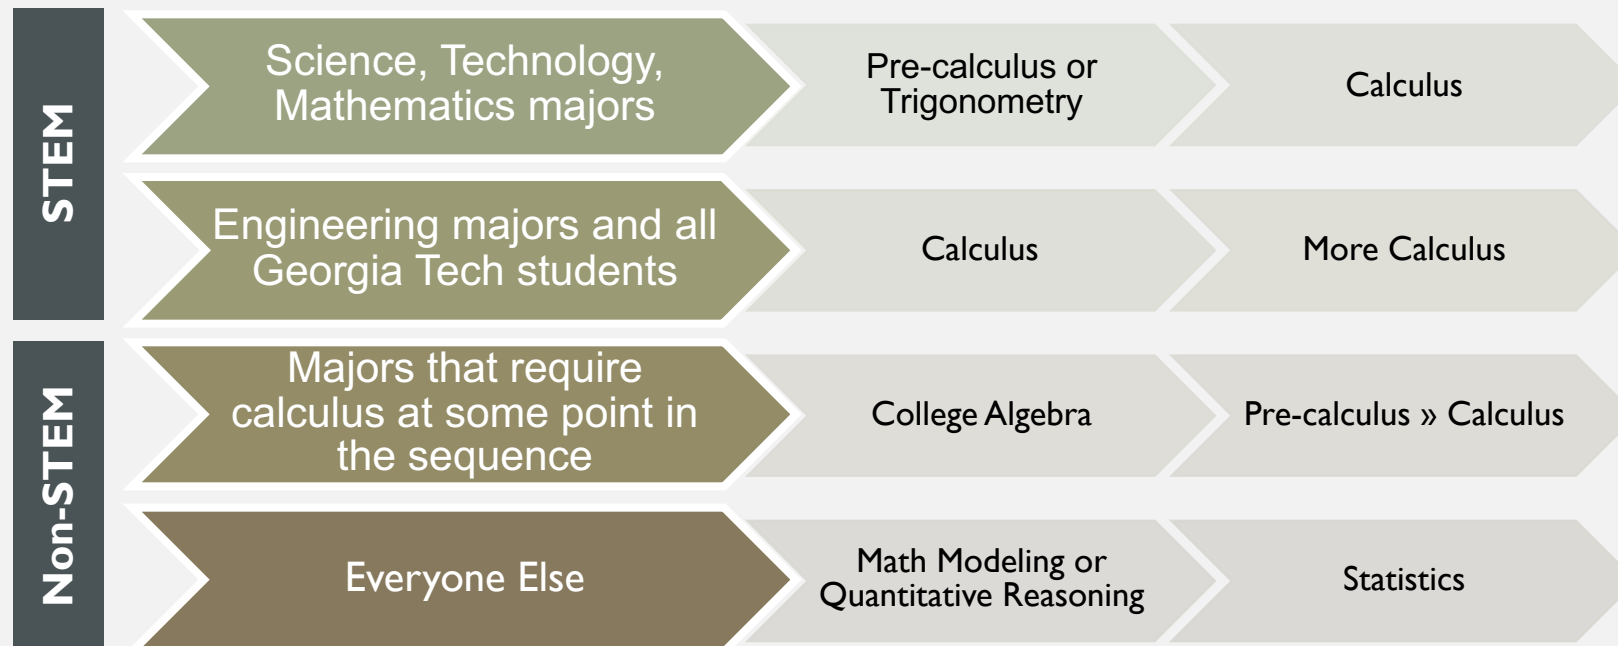 STEM
Science, Technology,
Mathematics majors
Pre-calculus or
Trigonometry
Calculus
Engineering majors and all
Georgia Tech students
Calculus
More Calculus
Non-STEM
Majors that require
calculus at some point in
the sequence
College Algebra
Pre-calculus » Calculus
Everyone Else
Math Modeling or
Quantitative Reasoning
Statistics